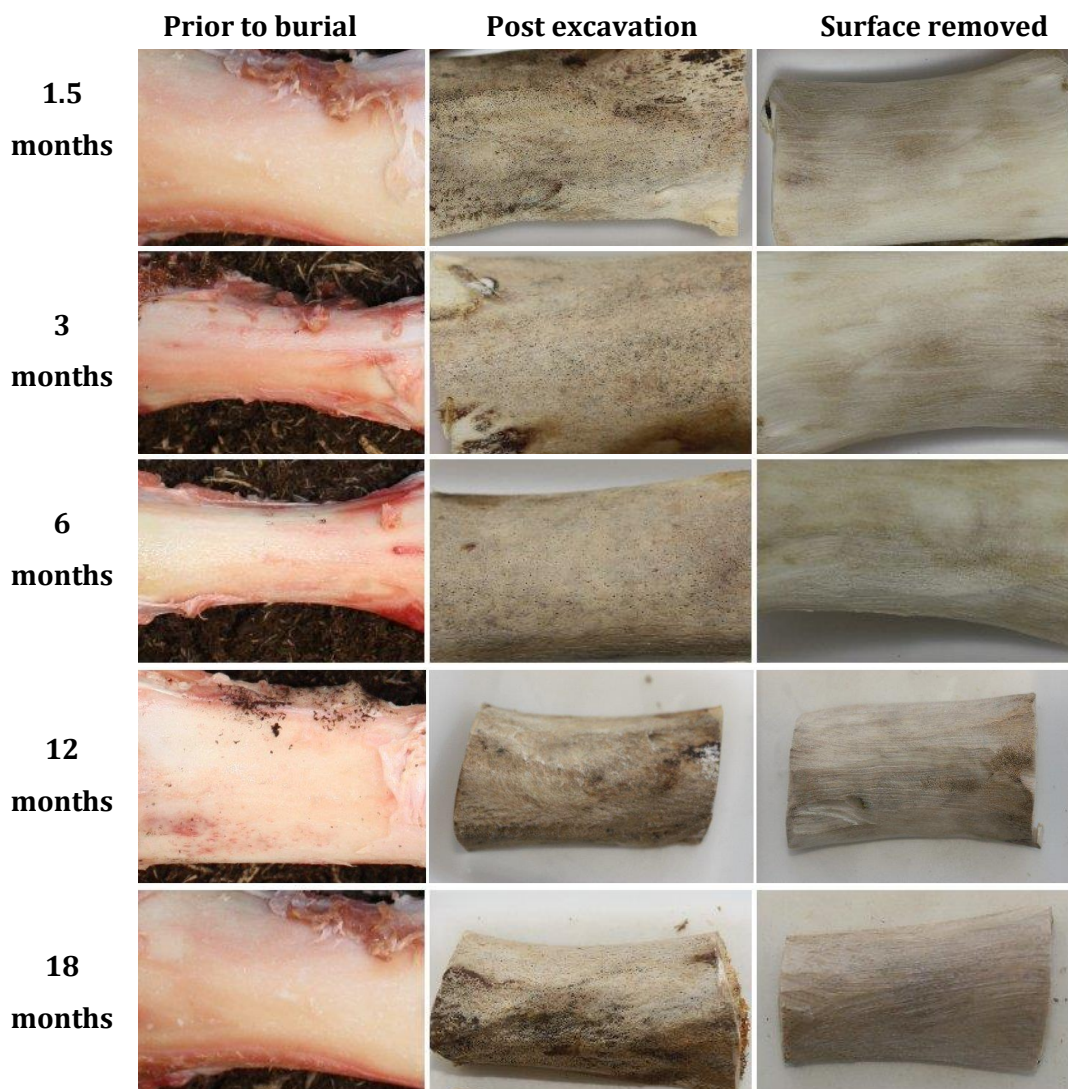 Prior to burial
Post excavation
Surface removed
1.5
months
3
months
6
months
12
months
18
months